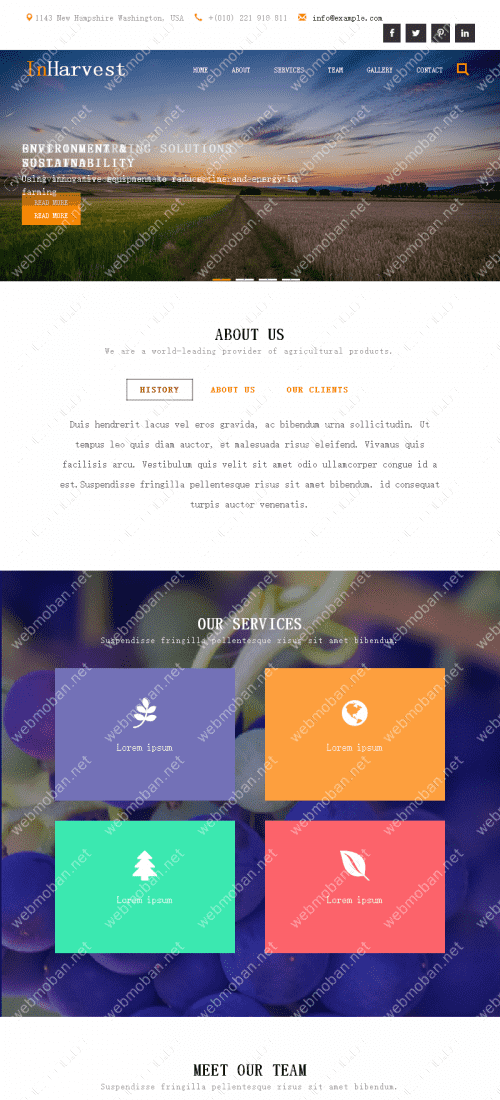 1143 New Hampshire Washington, USA +(010) 221 918 811 info@example.com
InHarvest
HOME ABOUT SERVICES TEAM GALLERY CONTACT
ENVIRONMENT &
SOLUTIONS
SUSTAINABILITY
Using innovative equipment to reduce time and energy in
farming
READ MORE
READ MORE
ABOUT US
We are a world-leading provider of agricultural products.
HISTORY ABOUT US OUR CLIENTS
Duis hendrerit lacus vel eros gravida, ac bibendum urna sollicitudin. Ut
tempus leo quis diam auctor, et malesuada risus eleifend. Vivamus quis
facilisis arcu. Vestibulum quis velit sit amet odio ullamcorper congue id a
est.Suspendisse fringilla pellentesque risus sit amet bibendum. id consequat
turpis auctor venenatis.
OUR SERVICES
Suspendisse fringilla pellentesque risus sit amet bibendum.
Lorem ipsum
Lorem ipsum
Lorem ipsum
Lorem ipsum
MEET OUR TEAM
Suspendisse fringilla pellentesque risus sit amet bibendum.
webmoban.net